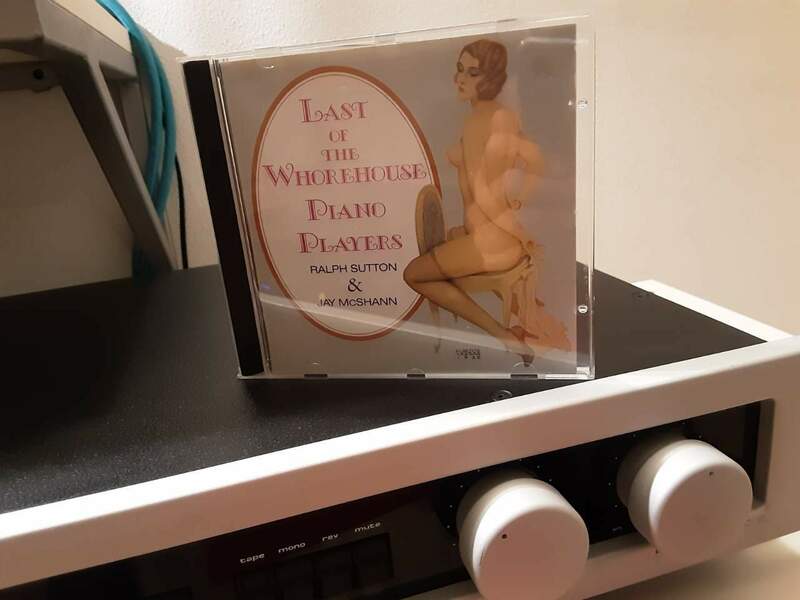 LAST
OF
THE
WHOREHOUSE
PIANO
PLAYERS
RALPH SUTTON
&
JAY McSHANN
tape mono rev mute